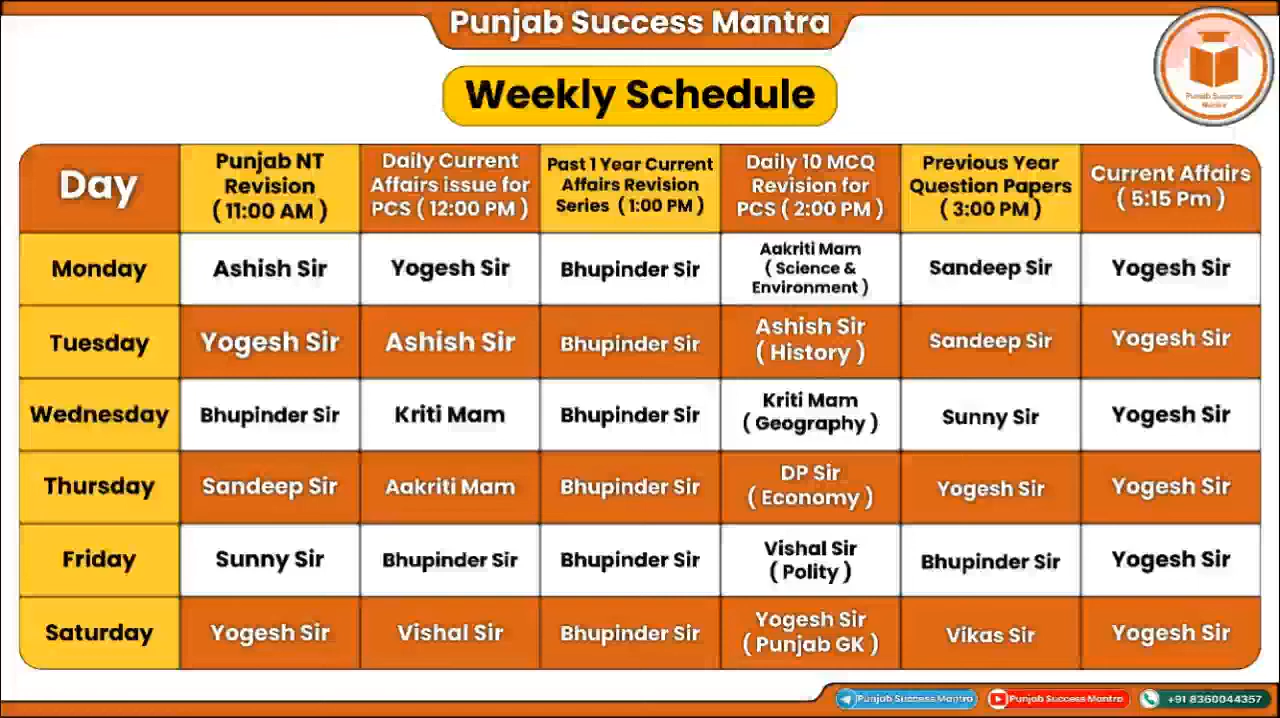 Punjab Success Mantra
Punjab Success
Mantra
Weekly Schedule
Day
Punjab NT
Revision
( 11:00 AM )
Daily Current
Affairs issue for
PCS ( 12:00 PM )
Past 1 Year Current
Affairs Revision
Series ( 1:00 PM )
Daily 10 MCQ
Revision for
PCS ( 2:00 PM )
Previous Year
Question Papers
( 3:00 PM )
Current Affairs
( 5:15 Pm )
Monday
Ashish Sir
Yogesh Sir
Bhupinder Sir
Aakriti Mam
( Science &
Environment )
Sandeep Sir
Yogesh Sir
Tuesday
Yogesh Sir
Ashish Sir
Bhupinder Sir
Ashish Sir
( History )
Sandeep Sir
Yogesh Sir
Wednesday
Bhupinder Sir
Kriti Mam
Bhupinder Sir
Kriti Mam
( Geography )
Sunny Sir
Yogesh Sir
Thursday
Sandeep Sir
Aakriti Mam
Bhupinder Sir
DP Sir
( Economy )
Yogesh Sir
Yogesh Sir
Friday
Sunny Sir
Bhupinder Sir
Bhupinder Sir
Vishal Sir
( Polity )
Bhupinder Sir
Yogesh Sir
Saturday
Yogesh Sir
Vishal Sir
Bhupinder Sir
Yogesh Sir
( Punjab GK )
Vikas Sir
Yogesh Sir
Punjab Success Mantra
Punjab Success Mantra
+91 8360044357